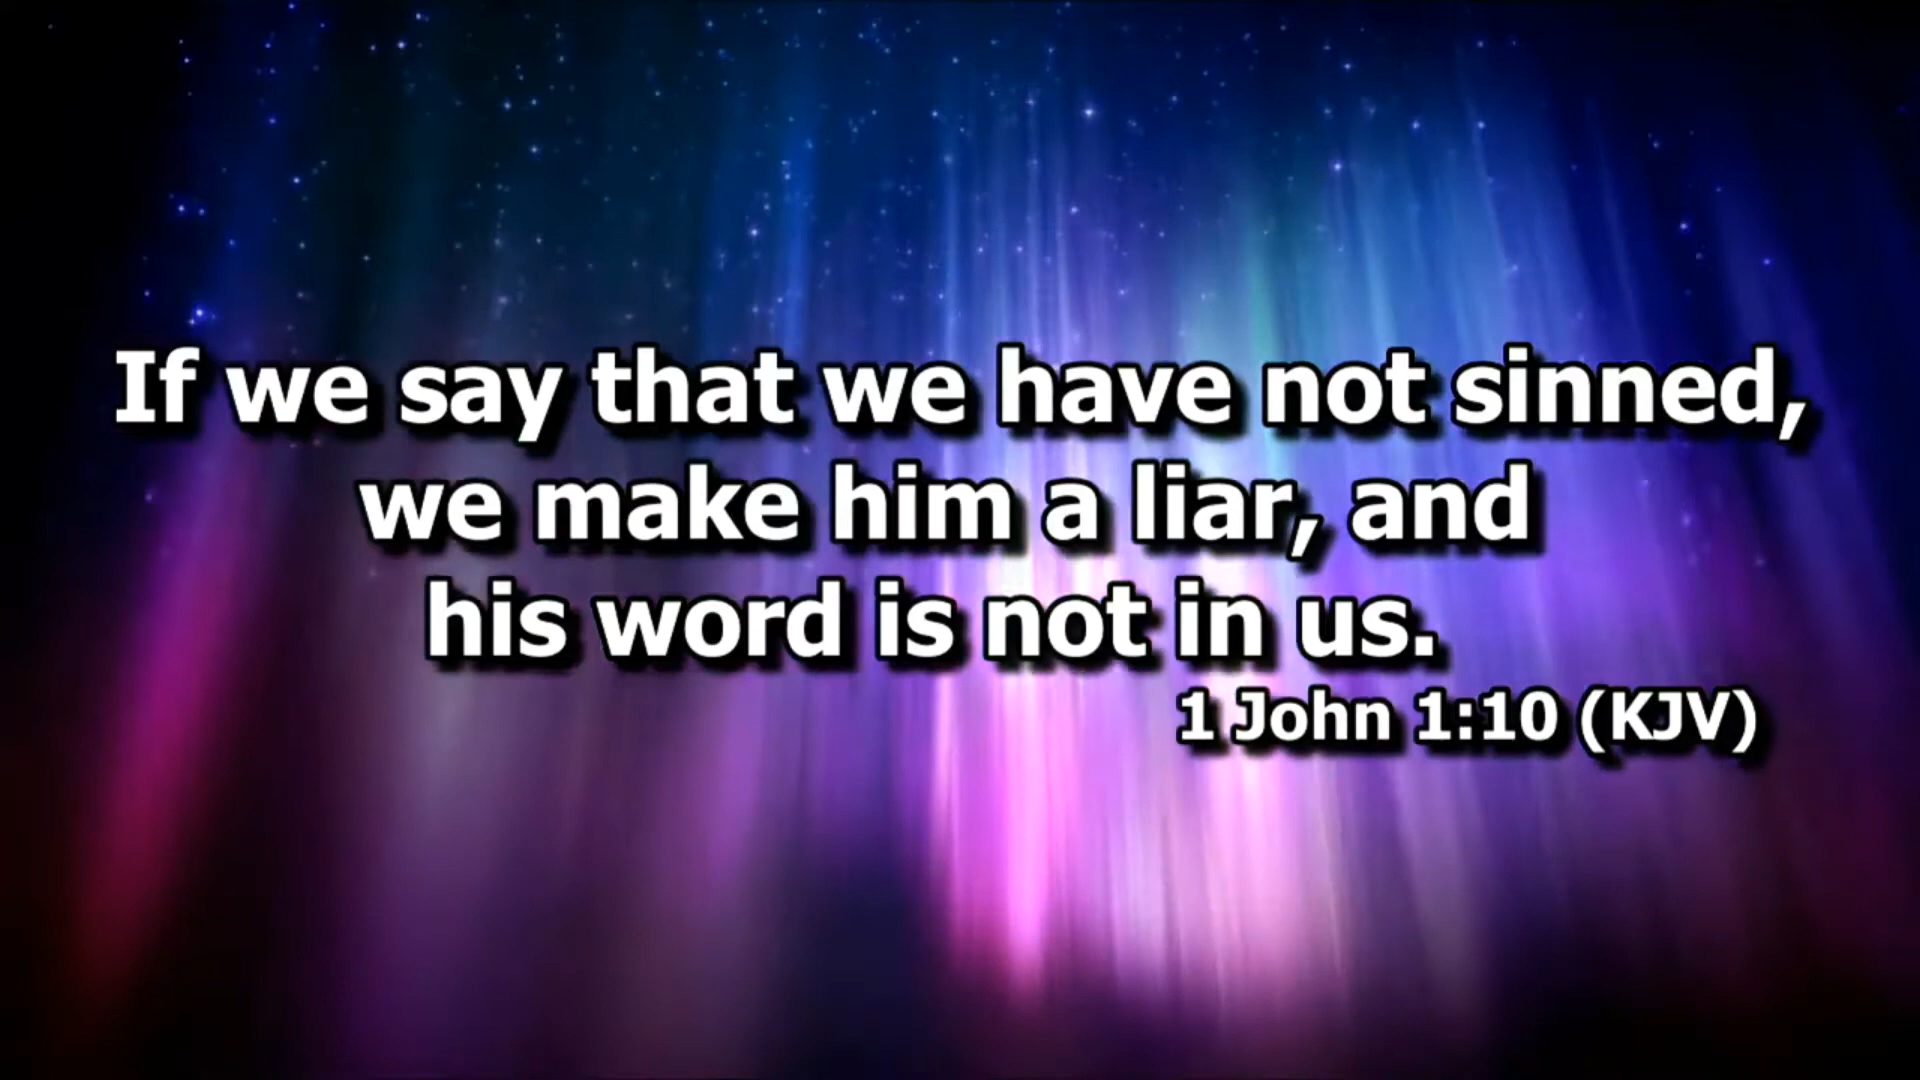 If we say that we have not sinned,
we make him a liar, and
his word is not in us.
1 John 1:10 (KJV)